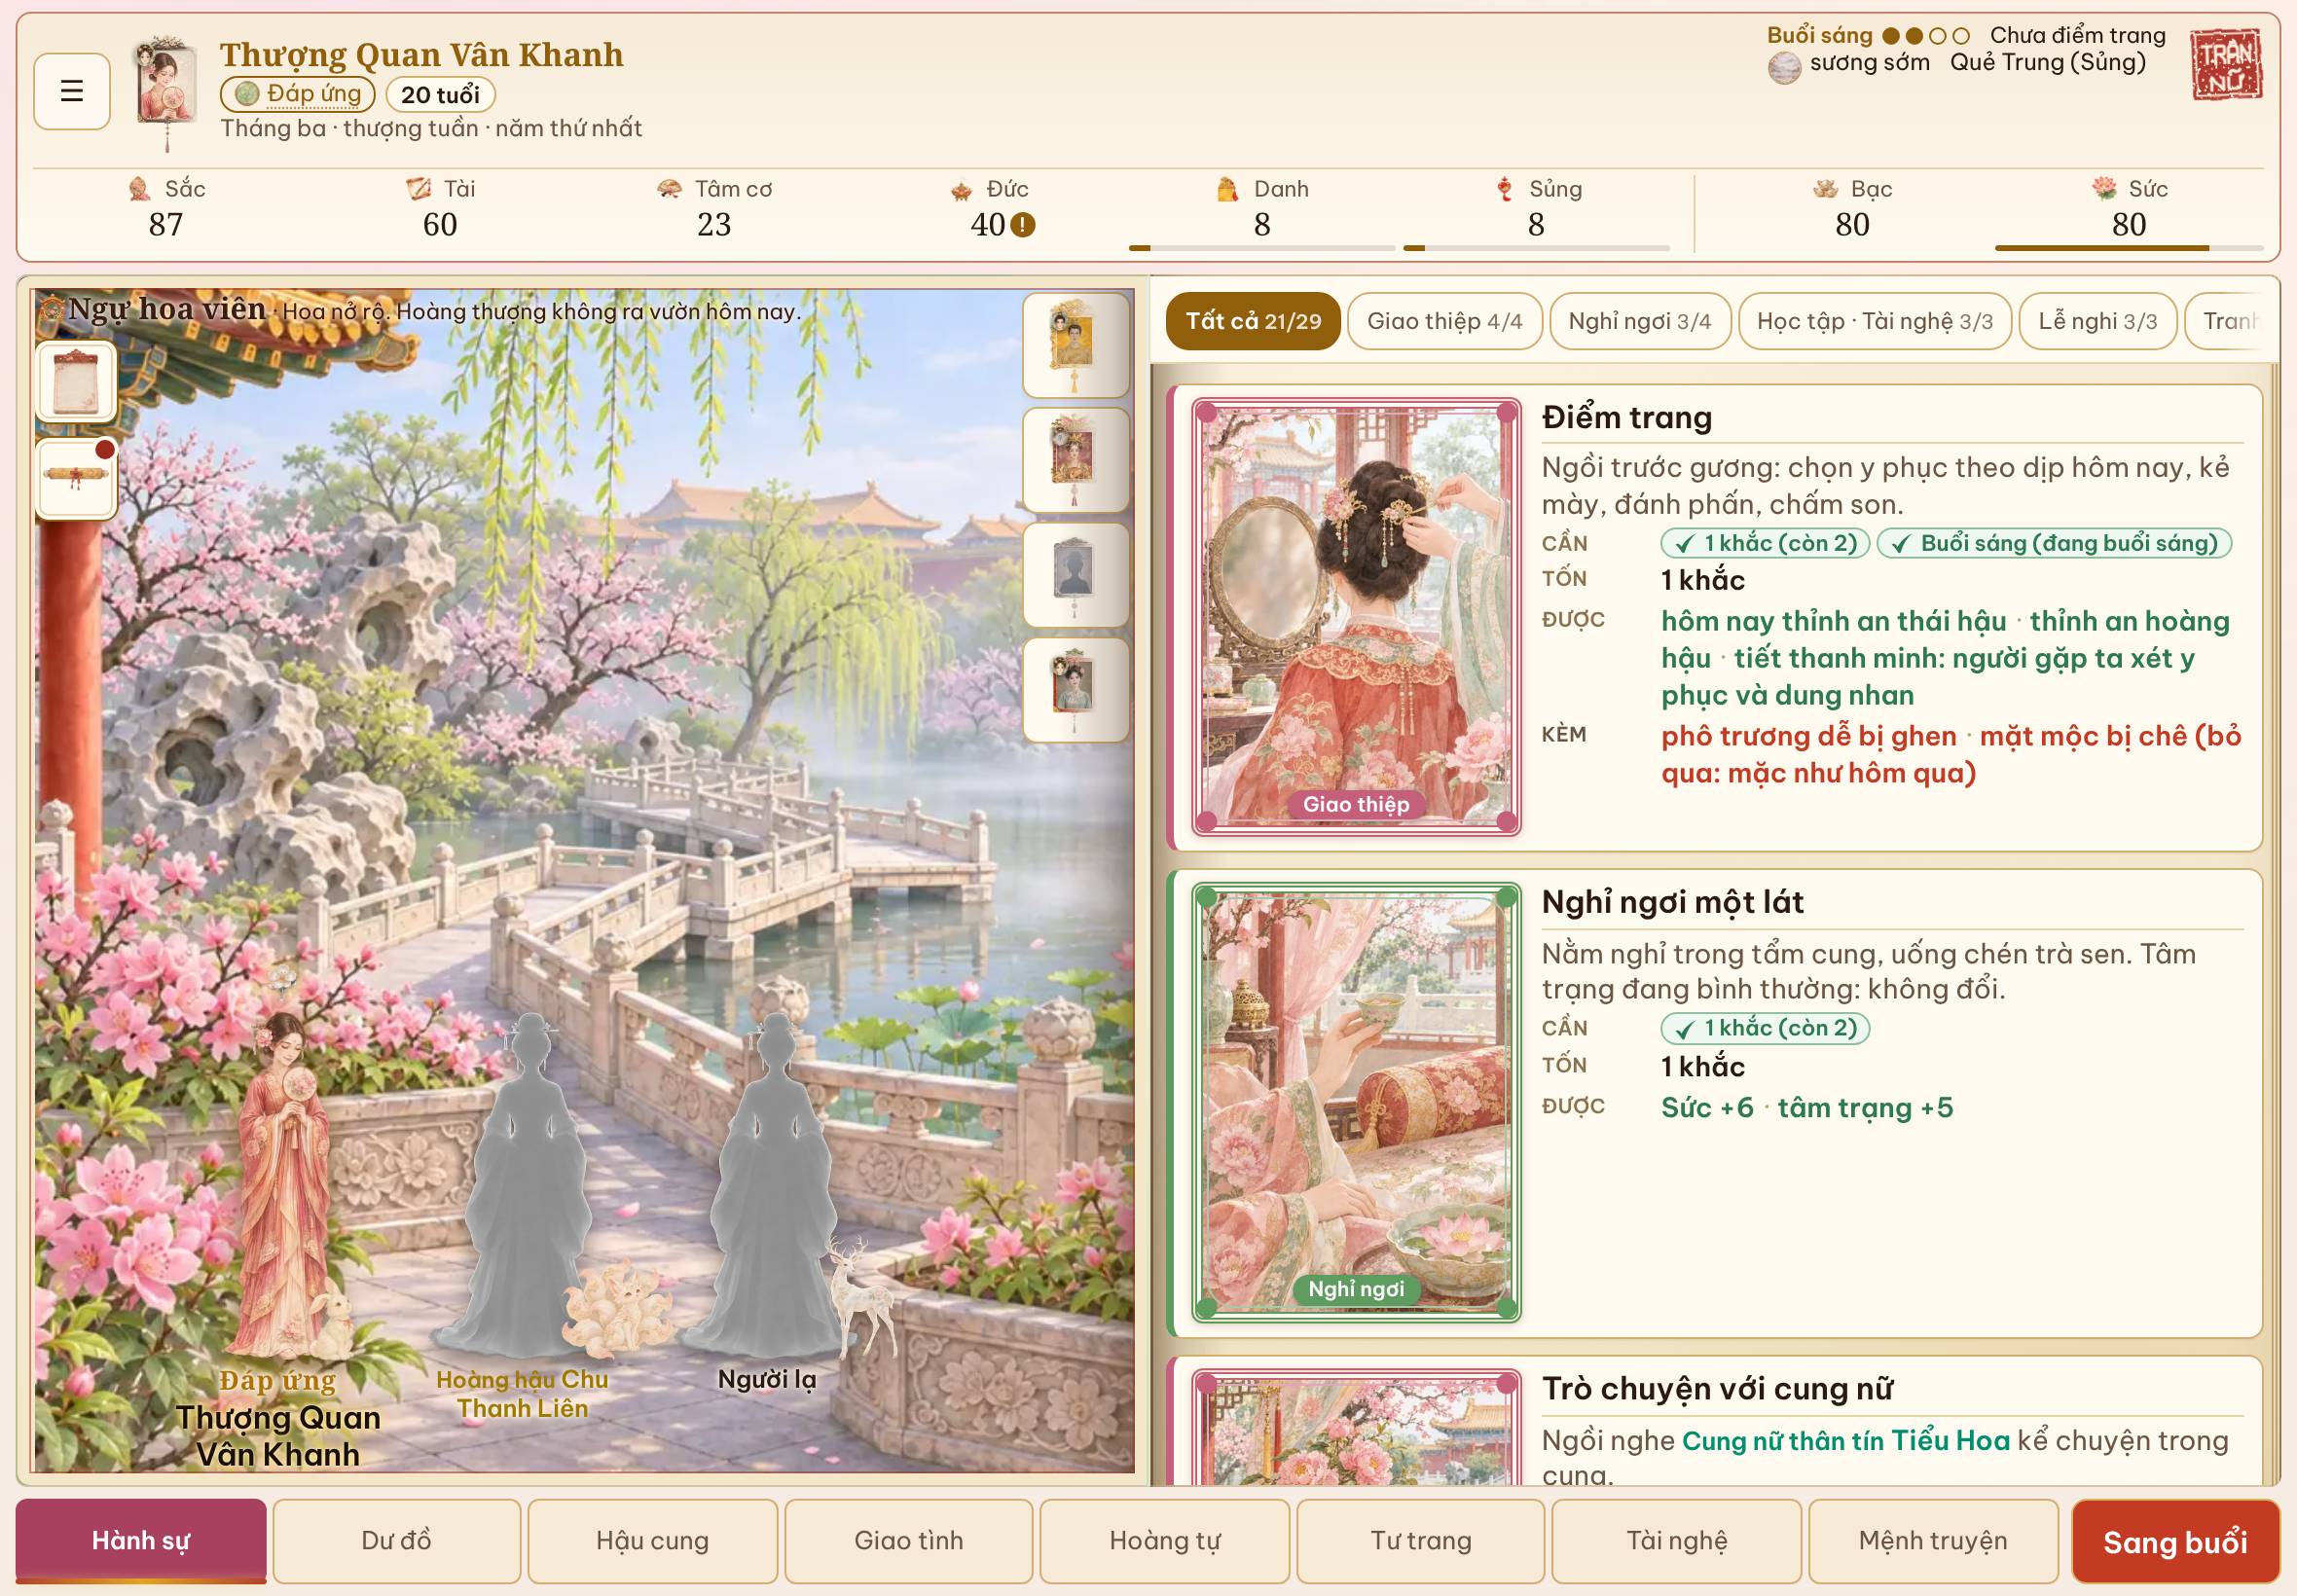 ☰
Thượng Quan Vân Khanh
Đáp ứng
20 tuổi
Tháng ba · thượng tuần · năm thứ nhất
Buổi sáng
Chưa điểm trang
sương sớm Quẻ Trung (Sủng)
TRÂN NỮ
Sắc
87
Tài
60
Tâm cơ
23
Đức
40 !
Danh
8
Sủng
8
Bạc
80
Sức
80
Ngự hoa viên · Hoa nở rộ. Hoàng thượng không ra vườn hôm nay.
Đáp ứng
Thượng Quan
Vân Khanh
Hoàng hậu Chu
Thanh Liên
Người lạ
Tất cả 21/29
Giao thiệp 4/4
Nghỉ ngơi 3/4
Học tập · Tài nghệ 3/3
Lễ nghi 3/3
Tranh
Điểm trang
Ngồi trước gương: chọn y phục theo dịp hôm nay, kẻ
mày, đánh phấn, chấm son.
CẦN ✓ 1 khắc (còn 2) ✓ Buổi sáng (đang buổi sáng)
TỐN 1 khắc
ĐƯỢC hôm nay thỉnh an thái hậu · thỉnh an hoàng
hậu · tiết thanh minh: người gặp ta xét y
phục và dung nhan
KÈM phô trương dễ bị ghen · mặt mộc bị chê (bỏ
qua: mặc như hôm qua)
Giao thiệp
Nghỉ ngơi một lát
Nằm nghỉ trong tẩm cung, uống chén trà sen. Tâm
trạng đang bình thường: không đổi.
CẦN ✓ 1 khắc (còn 2)
TỐN 1 khắc
ĐƯỢC Sức +6 · tâm trạng +5
Nghỉ ngơi
Trò chuyện với cung nữ
Ngồi nghe Cung nữ thân tín Tiểu Hoa kể chuyện trong
cung.
Hành sự
Dư đồ
Hậu cung
Giao tình
Hoàng tự
Tư trang
Tài nghệ
Mệnh truyện
Sang buổi